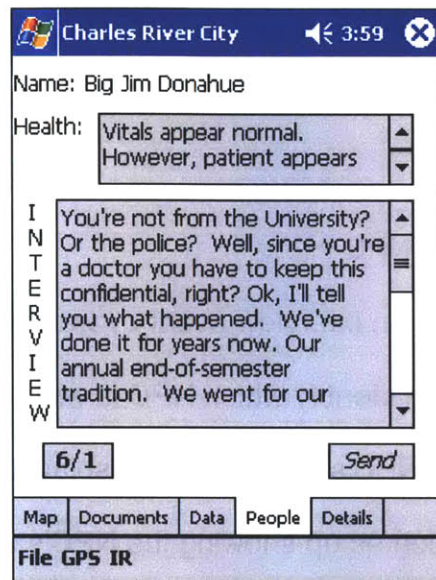 Charles River City 3:59
Name: Big Jim Donahue
Health: Vitals appear normal.
However, patient appears
INTERVIEW
You're not from the University?
Or the police? Well, since you're
a doctor you have to keep this
confidential, right? Ok, I'll tell
you what happened. We've
done it for years now. Our
annual end-of-semester
tradition. We went for our
6/1 Send
Map Documents Data People Details
File GPS IR